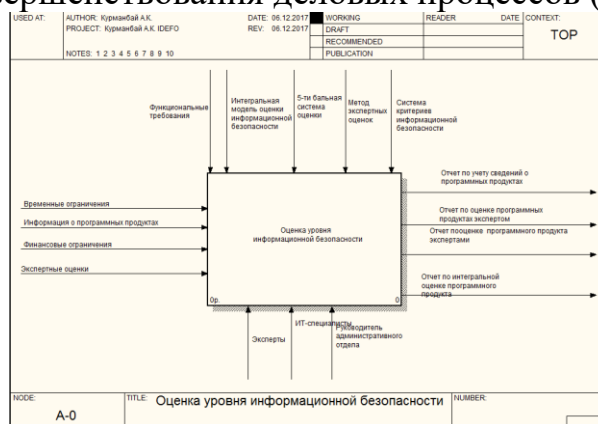 вершенствования деловых процессов (
USED AT:
AUTHOR: Курманбай А.К.
DATE: 06.12.2017
WORKING
READER
DATE
CONTEXT:
PROJECT: Курманбай А.К. IDEF0
REV: 06.12.2017
DRAFT
TOP
RECOMMENDED
NOTES: 1 2 3 4 5 6 7 8 9 10
PUBLICATION
Функциональные
требования
Интегральная
модель оценки
информационной
безопасности
5-ти бальная
система
оценки
Метод
экспертных
оценок
Система
критериев
информационной
безопасности
Временные ограничения
Информация о программных продуктах
Финансовые ограничения
Экспертные оценки
Оценка уровня
информационной безопасности
0р.
0
Отчет по учету сведений о
программных продуктах
Отчет по оценке программных
продуктах экспертом
Отчет пооценке программного продукта
экспертами
Отчет по интегральной
оценке программного
продукта
Эксперты
ИТ-специалисты
Руководитель
административного
отдела
NODE:
TITLE:
Оценка уровня информационной безопасности
NUMBER:
A-0